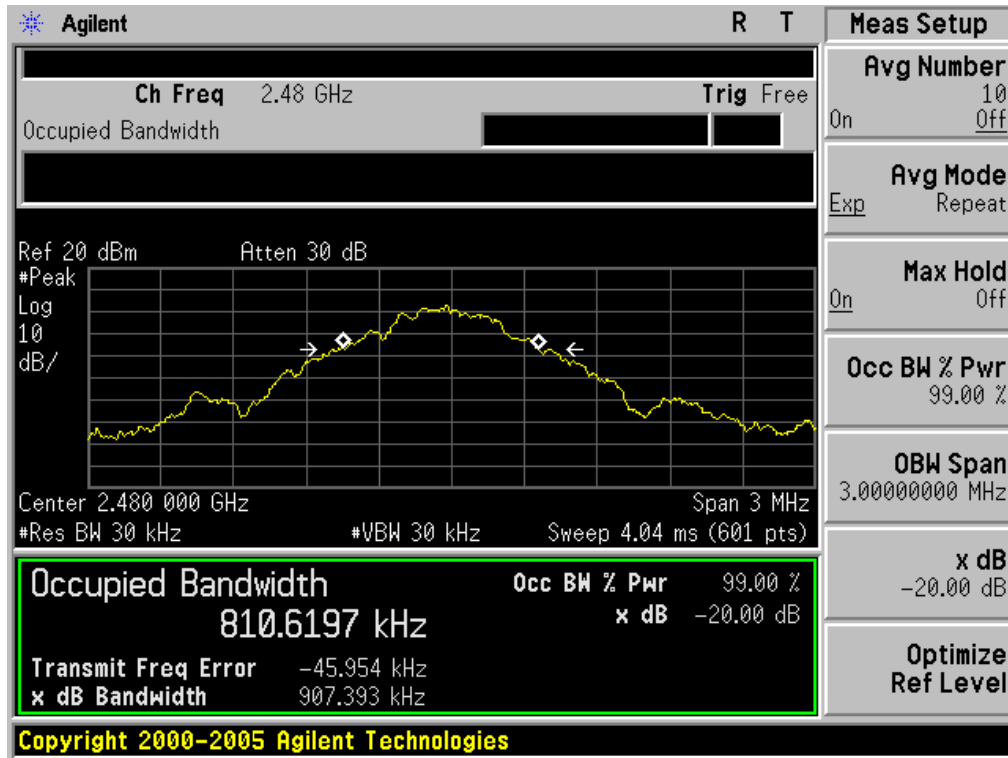 Agilent R T
Ch Freq 2.48 GHz Trig Free
Occupied Bandwidth
Ref 20 dBm Atten 30 dB
#Peak
Log
10
dB/
Center 2.480 000 GHz Span 3 MHz
#Res BW 30 kHz #VBW 30 kHz Sweep 4.04 ms (601 pts)
Occupied Bandwidth Occ BW % Pwr 99.00 %
810.6197 kHz x dB -20.00 dB
Transmit Freq Error -45.954 kHz
x dB Bandwidth 907.393 kHz
Copyright 2000-2005 Agilent Technologies
Meas Setup
Avg Number
10
On Off
Avg Mode
Exp Repeat
Max Hold
On Off
Occ BW % Pwr
99.00 %
OBW Span
3.00000000 MHz
x dB
-20.00 dB
Optimize
Ref Level